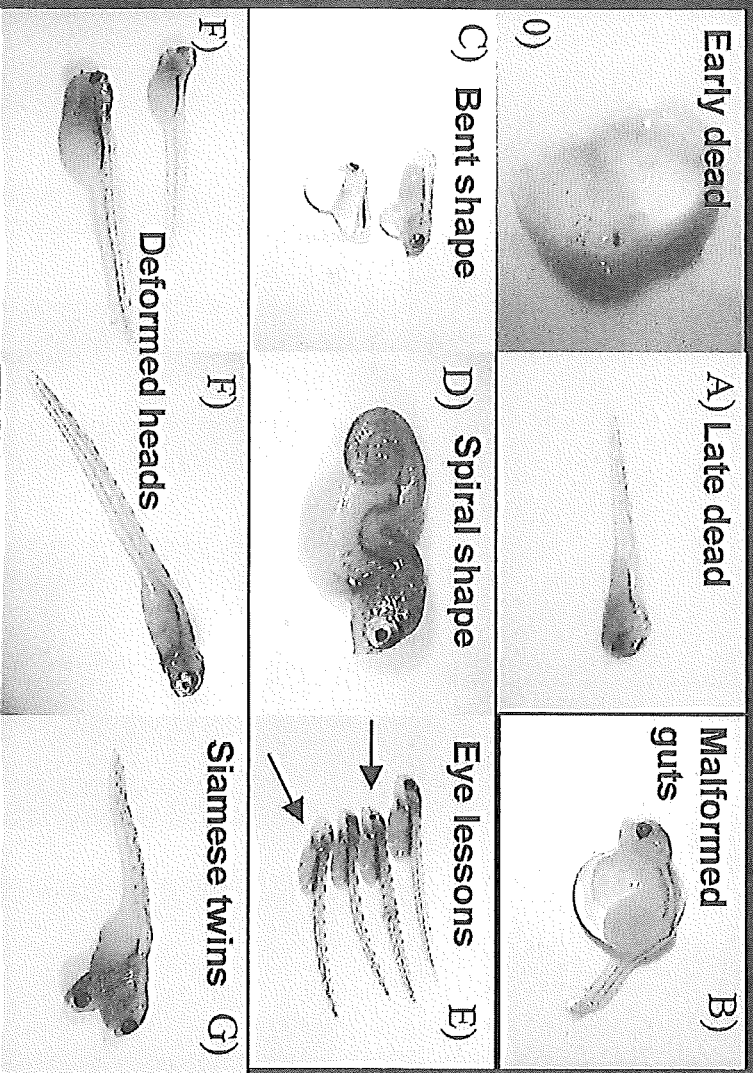 Early dead
0)
A) Late dead
Malformed
guts
B)
C) Bent shape
D) Spiral shape
Eye lessons
E)
F)
F)
Deformed heads
Siamese twins G)